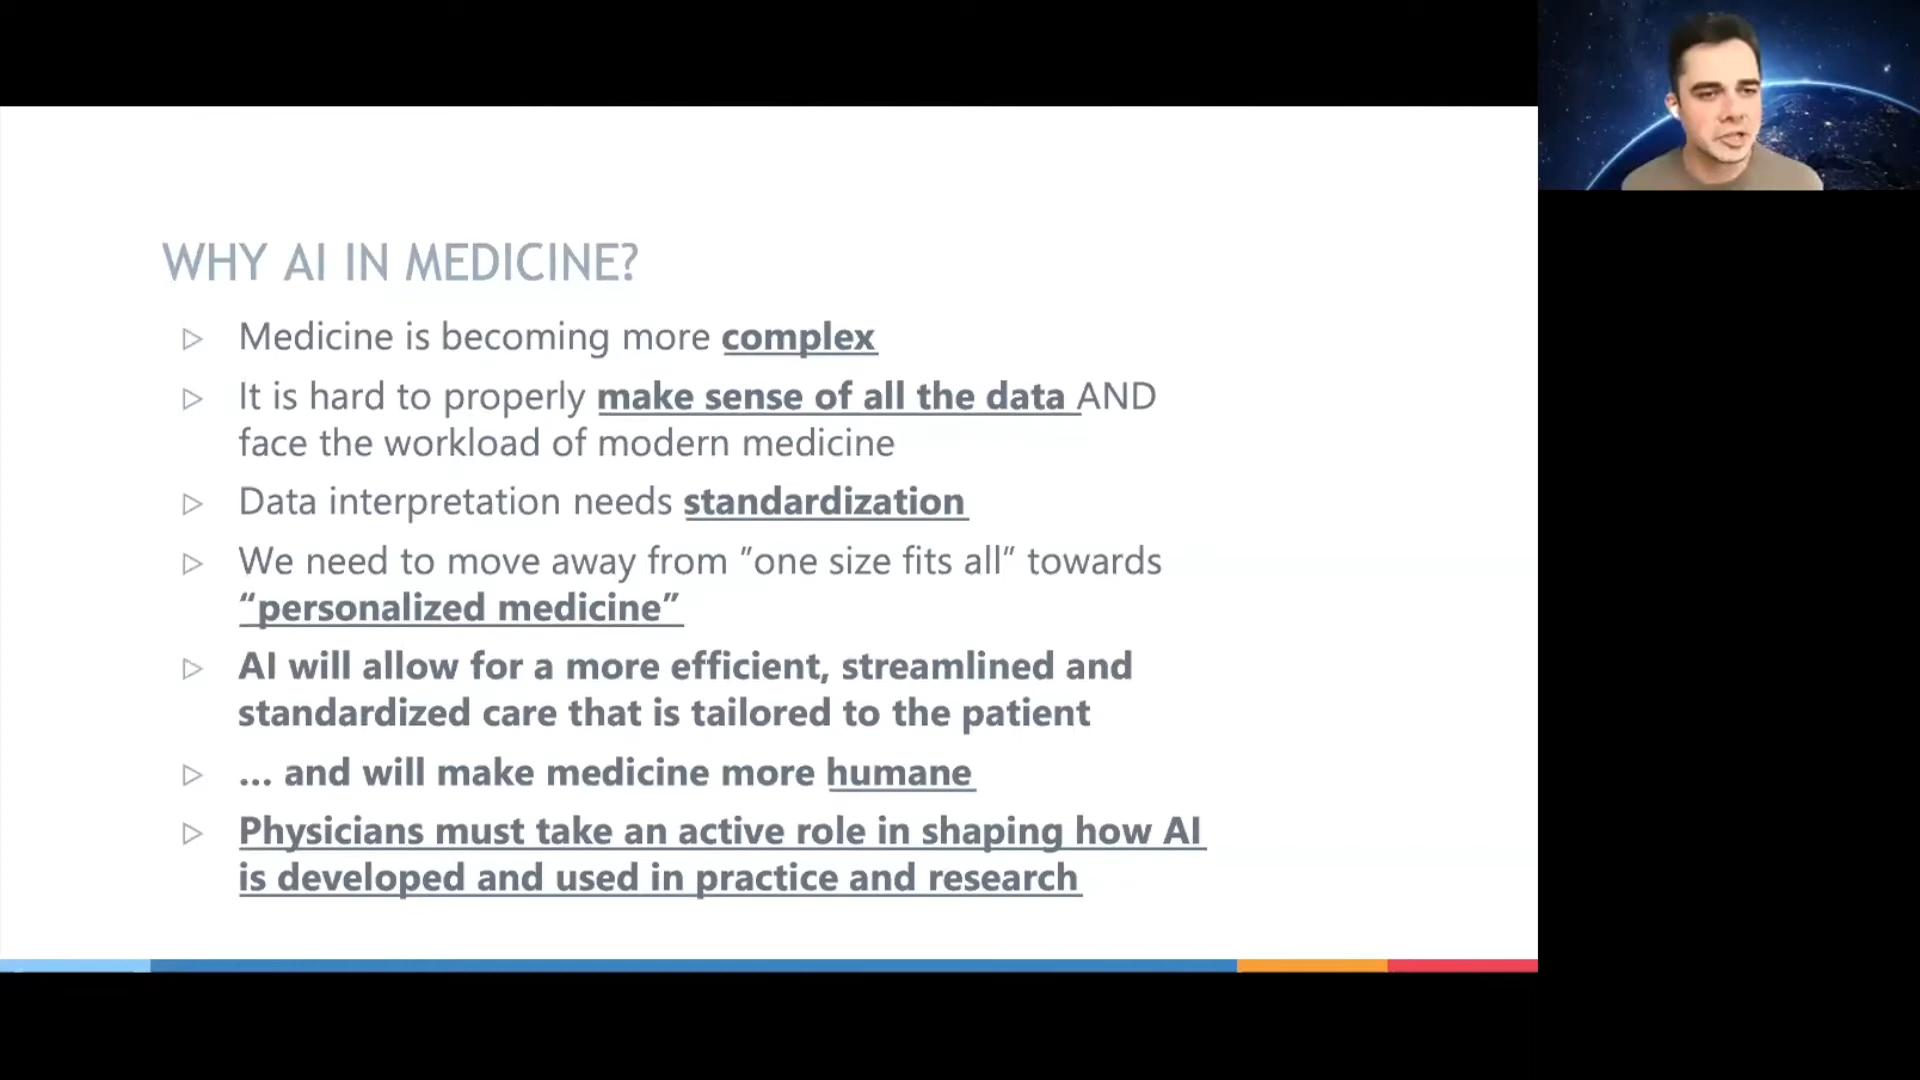 WHY AI IN MEDICINE?
Medicine is becoming more complex
It is hard to properly make sense of all the data AND
face the workload of modern medicine
Data interpretation needs standardization
We need to move away from ”one size fits all” towards
“personalized medicine”
AI will allow for a more efficient, streamlined and
standardized care that is tailored to the patient
... and will make medicine more humane
Physicians must take an active role in shaping how AI
is developed and used in practice and research